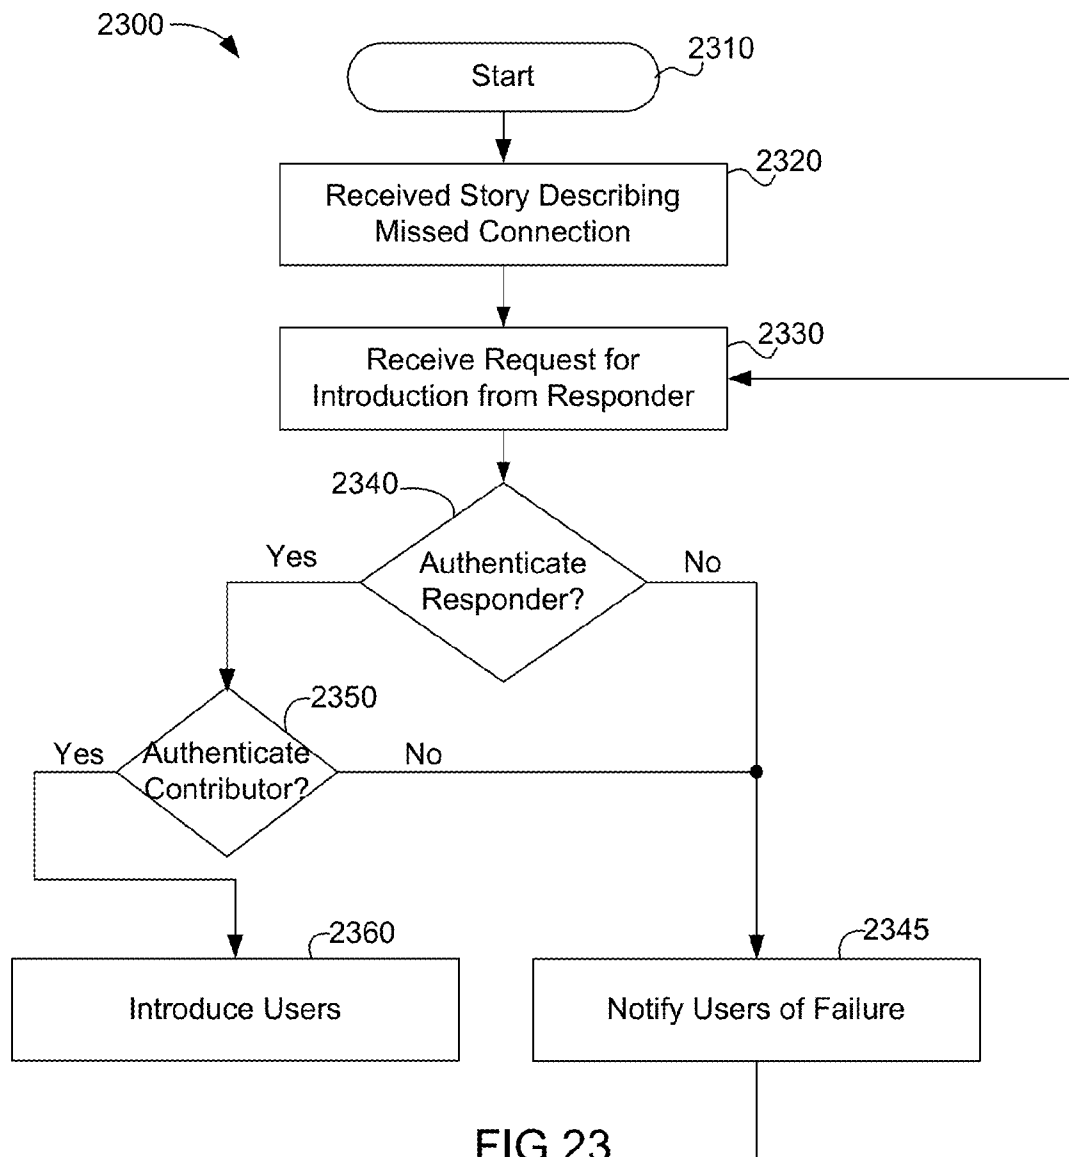 2300
2310
Start
2320
Received Story Describing
Missed Connection
2330
Receive Request for
Introduction from Responder
2340
Yes
Authenticate
Responder?
No
2350
Yes
Authenticate
Contributor?
No
2360
Introduce Users
2345
Notify Users of Failure
FIG 23